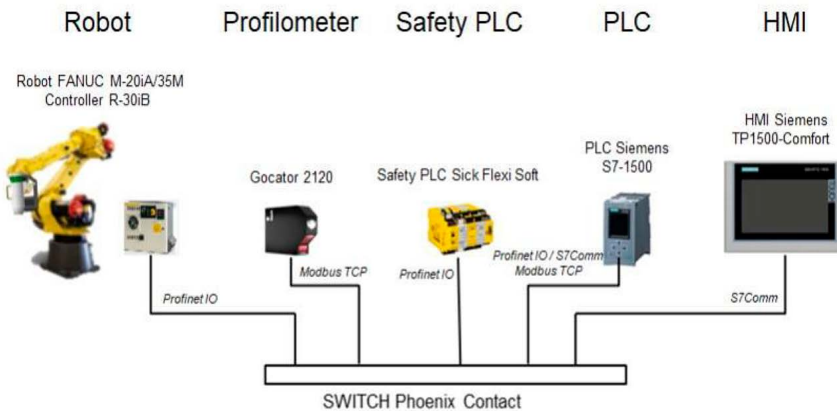 Robot
Profilometer
Safety PLC
PLC
HMI
Robot FANUC M-20iA/35M
Controller R-30iB
Gocator 2120
Safety PLC Sick Flexi Soft
PLC Siemens
S7-1500
HMI Siemens
TP1500-Comfort
Profinet IO
Modbus TCP
Profinet IO
Profinet IO / S7Comm
Modbus TCP
S7Comm
SWITCH Phoenix Contact